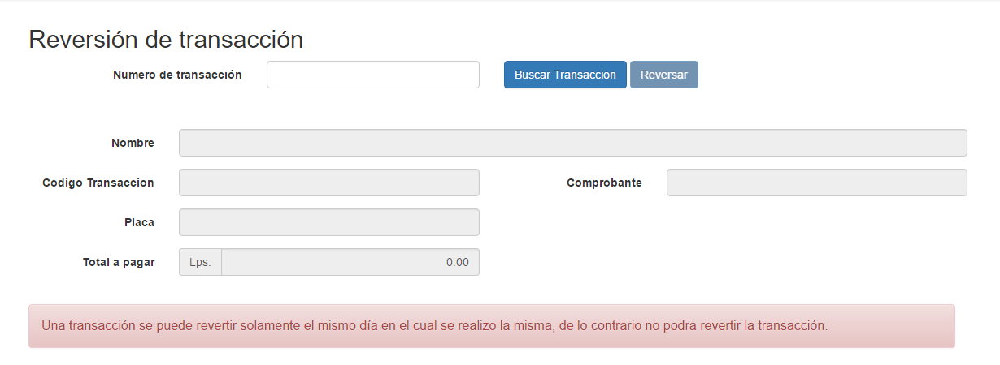 Reversión de transacción
Numero de transacción Buscar Transaccion Reversar
Nombre
Codigo Transaccion Comprobante
Placa
Total a pagar Lps. 0.00
Una transacción se puede revertir solamente el mismo día en el cual se realizo la misma, de lo contrario no podra revertir la transacción.